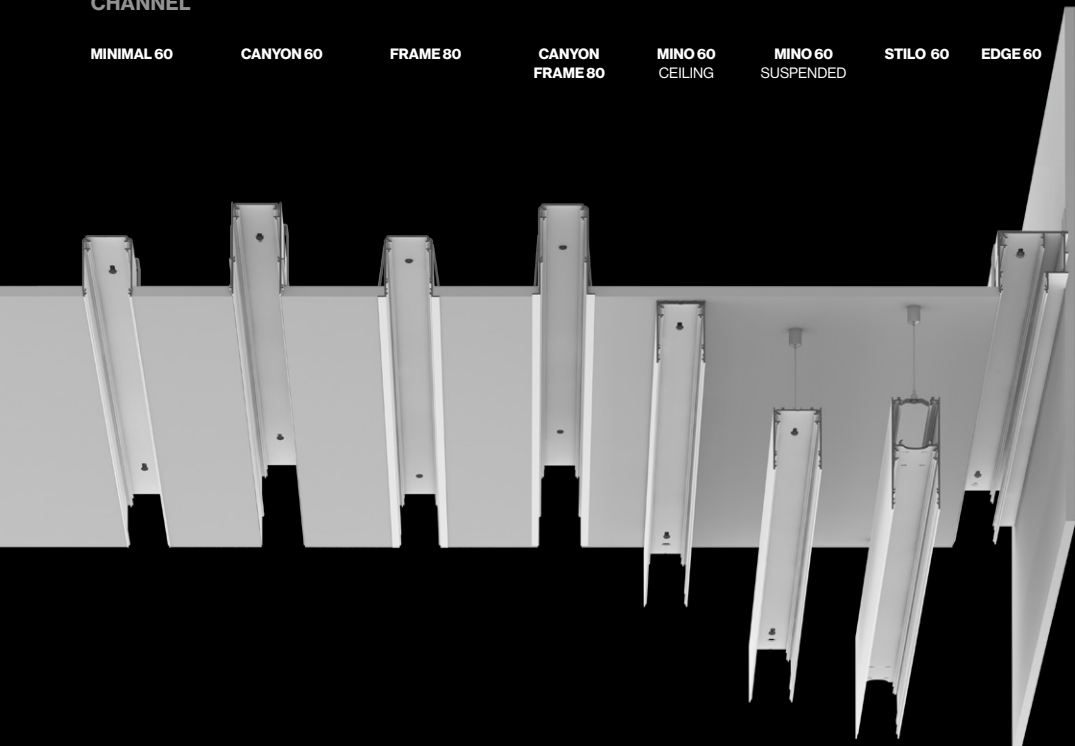 CHANNEL
MINIMAL 60
CANYON 60
FRAME 80
CANYON
FRAME 80
MINO 60
CEILING
MINO 60
SUSPENDED
STILO 60
EDGE 60